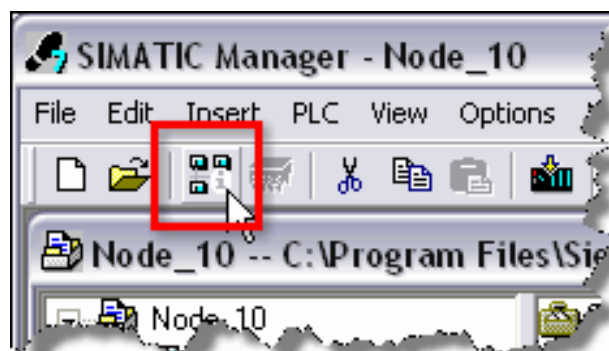 SIMATIC Manager - Node_10
File Edit Insert PLC View Options
Node_10 -- C:\Program Files\Sie
Node_10